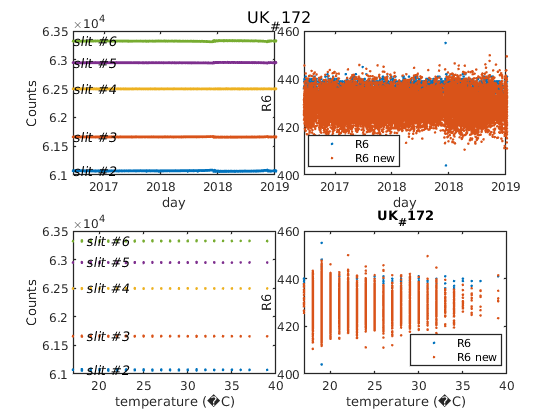 UK_#172
×10^4
6.35
6.3
6.25
6.2
6.15
6.1
Counts
slit #6
slit #5
slit #4
slit #3
slit #2
2017
2018
2018
2019
day
460
440
420
400
R6
R6
R6 new
2017
2018
2018
2019
day
×10^4
6.35
6.3
6.25
6.2
6.15
6.1
Counts
slit #6
slit #5
slit #4
slit #3
slit #2
20
25
30
35
40
temperature (�C)
UK_#172
460
440
420
400
R6
R6
R6 new
20
25
30
35
40
temperature (�C)